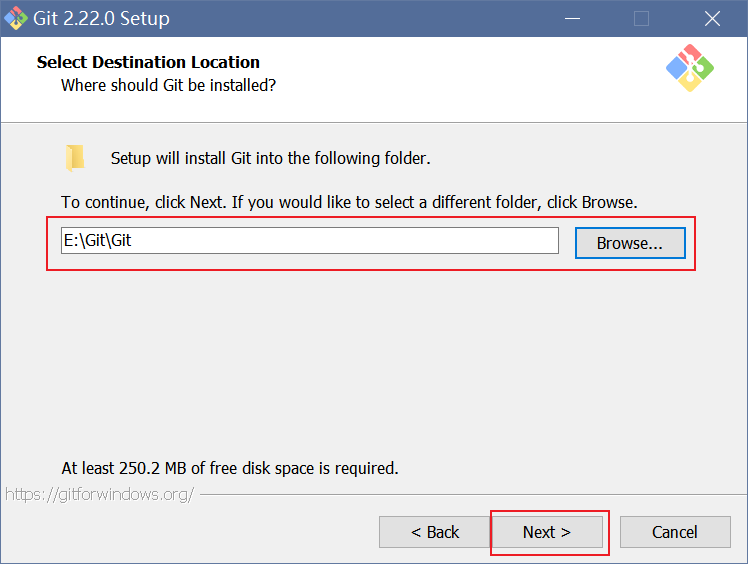 Git 2.22.0 Setup
Select Destination Location
Where should Git be installed?
Setup will install Git into the following folder.
To continue, click Next. If you would like to select a different folder, click Browse.
E:\Git\Git
Browse...
At least 250.2 MB of free disk space is required.
https://gitforwindows.org/
< Back
Next >
Cancel